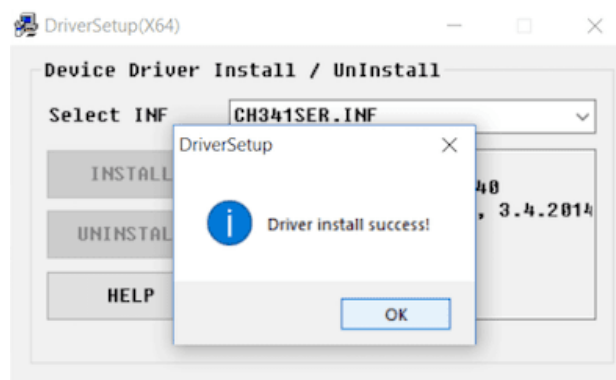 DriverSetup(X64)
Device Driver Install / UnInstall
Select INF
CH341SER.INF
DriverSetup
INSTALL
40
, 3.4.2014
UNINSTAL
Driver install success!
HELP
OK